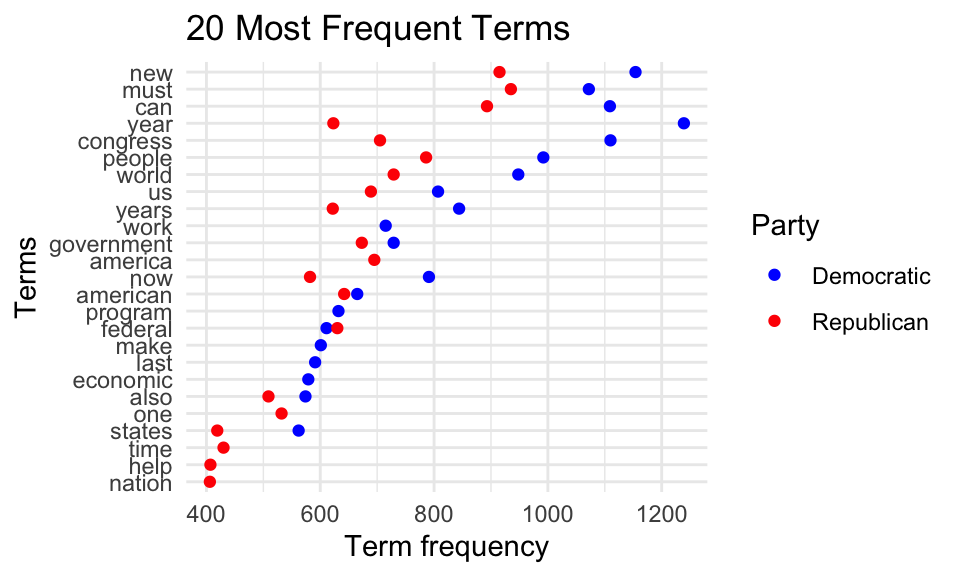 20 Most Frequent Terms
new
must
can
year
congress
people
world
us
years
work
government
america
now
american
program
federal
make
last
economic
also
one
states
time
help
nation
Terms
400 600 800 1000 1200
Term frequency
Party
Democratic
Republican